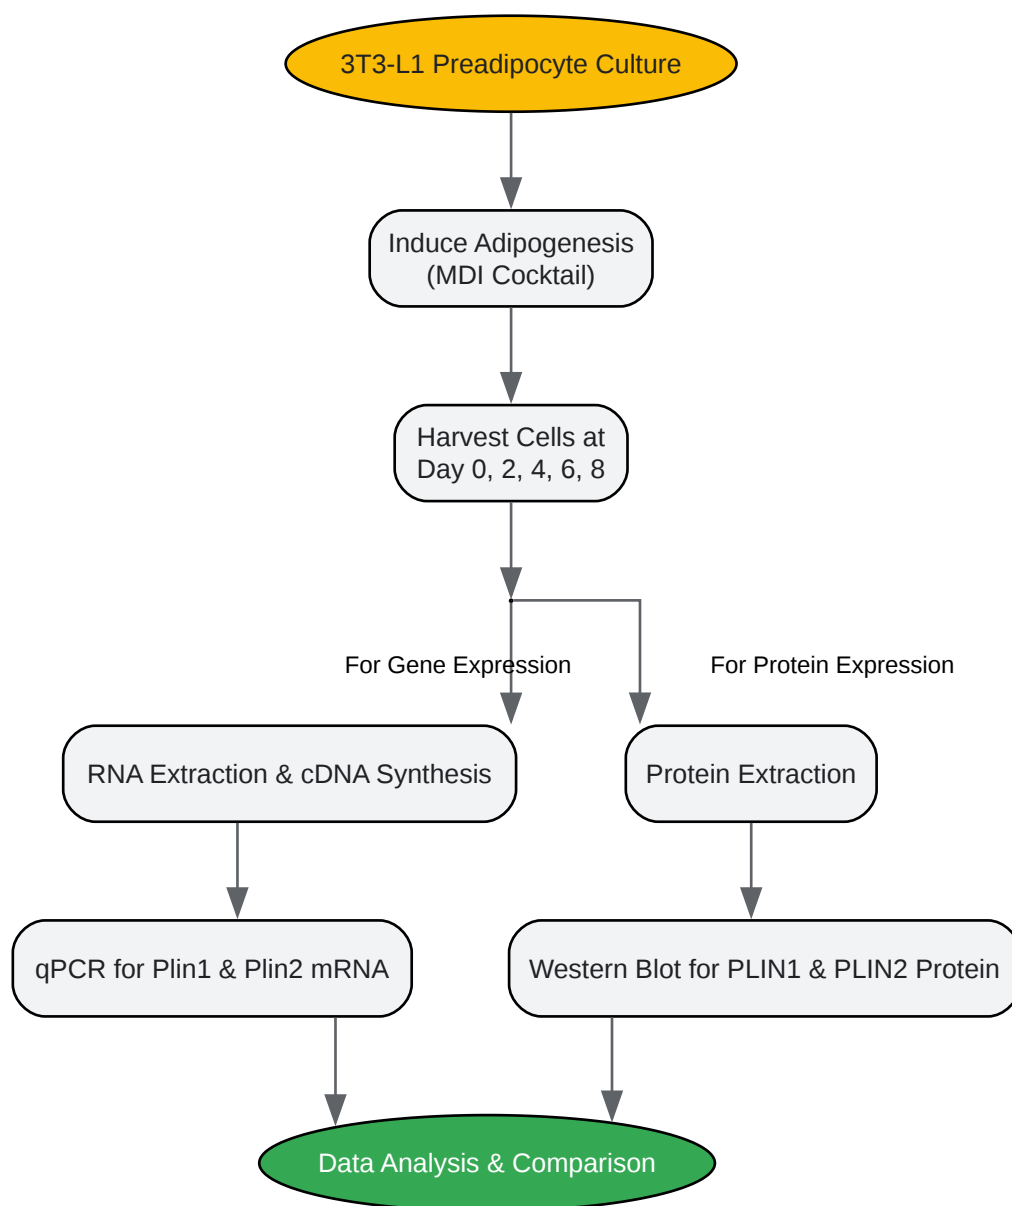 3T3-L1 Preadipocyte Culture
Induce Adipogenesis
(MDI Cocktail)
Harvest Cells at
Day 0, 2, 4, 6, 8
For Gene Expression
For Protein Expression
RNA Extraction & cDNA Synthesis
Protein Extraction
qPCR for Plin1 & Plin2 mRNA
Western Blot for PLIN1 & PLIN2 Protein
Data Analysis & Comparison